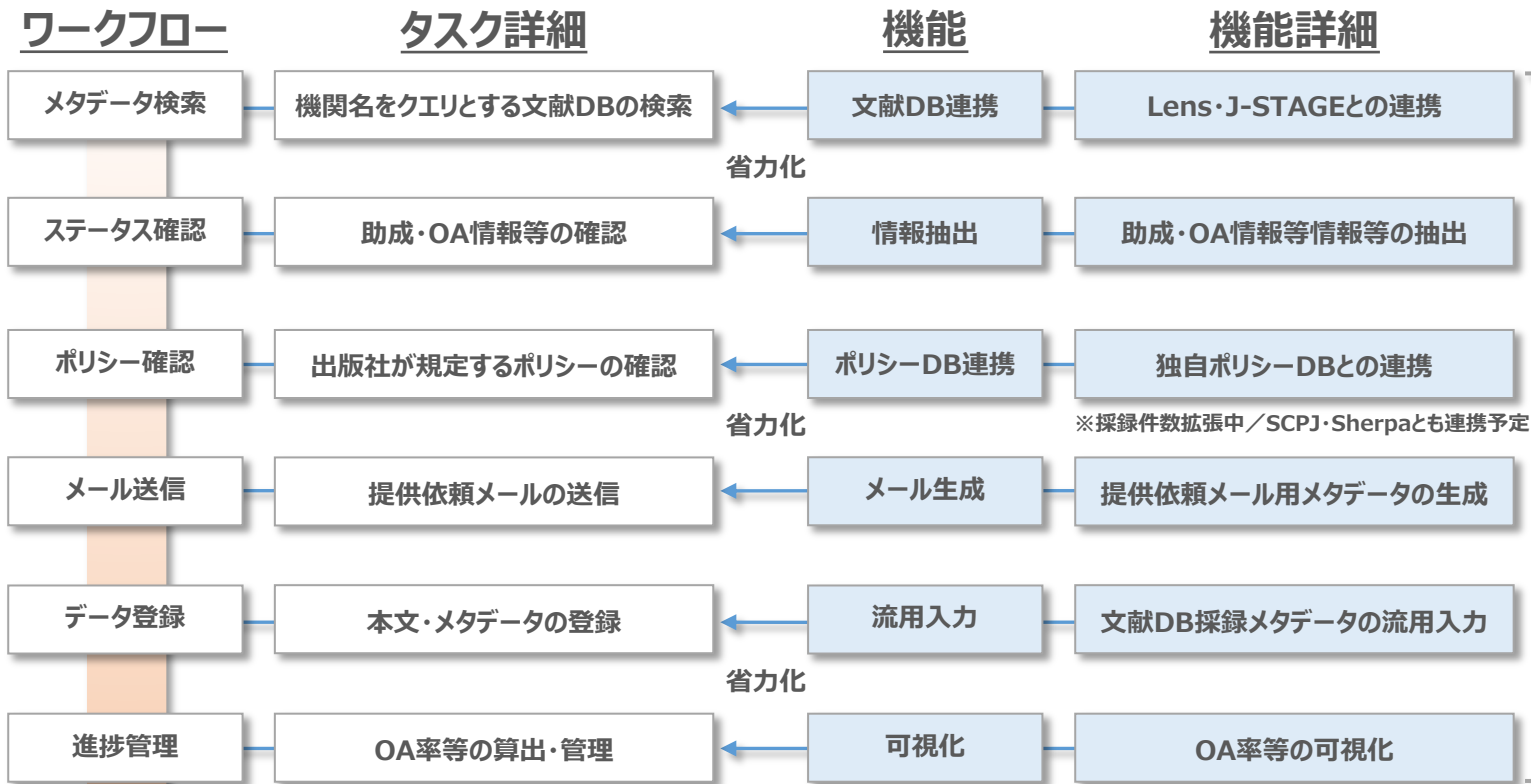 ワークフロー
タスク詳細
機能
機能詳細
メタデータ検索
機関名をクエリとする文献DBの検索
文献DB連携
Lens・J-STAGEとの連携
省力化
ステータス確認
助成・OA情報等の確認
情報抽出
助成・OA情報等情報等の抽出
ポリシー確認
出版社が規定するポリシーの確認
ポリシーDB連携
独自ポリシーDBとの連携
省力化
※採録件数拡張中／SCPJ・Sherpaとも連携予定
メール送信
提供依頼メールの送信
メール生成
提供依頼メール用メタデータの生成
データ登録
本文・メタデータの登録
流用入力
文献DB採録メタデータの流用入力
省力化
進捗管理
OA率等の算出・管理
可視化
OA率等の可視化